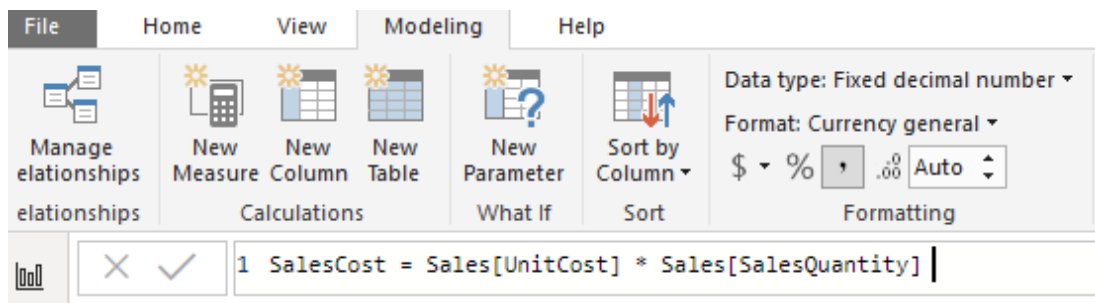 File Home View Modeling Help
Manage New New New New Sort by
elationships Measure Column Table Parameter Column
Data type: Fixed decimal number
Format: Currency general
$ % , .00 Auto
elationships Calculations What If Sort Formatting
1 SalesCost = Sales[UnitCost] * Sales[SalesQuantity]